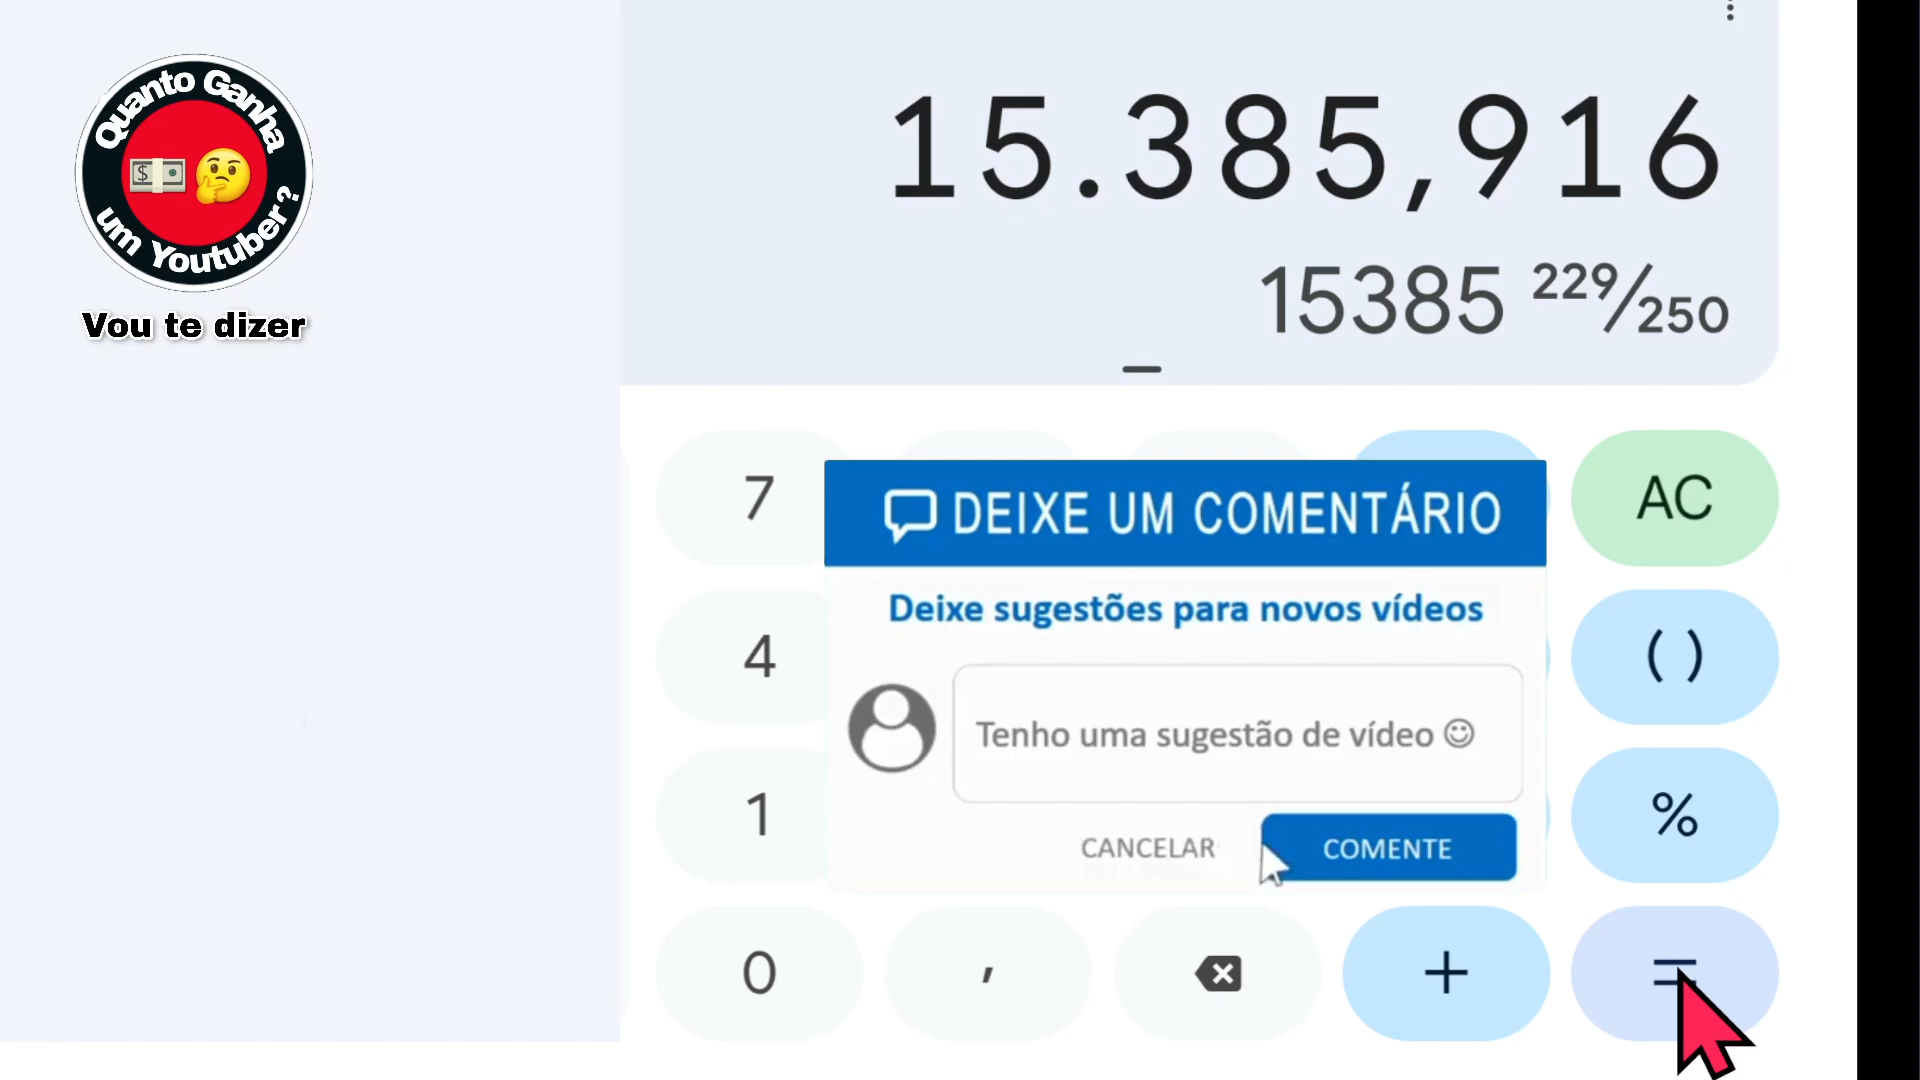 Quanto Ganha
um Youtuber?
Vou te dizer
15.385,916
15385 229/250
7
AC
DEIXE UM COMENTÁRIO
Deixe sugestões para novos vídeos
4
( )
Tenho uma sugestão de vídeo ☺
1
%
CANCELAR
COMENTE
0
,
+
=